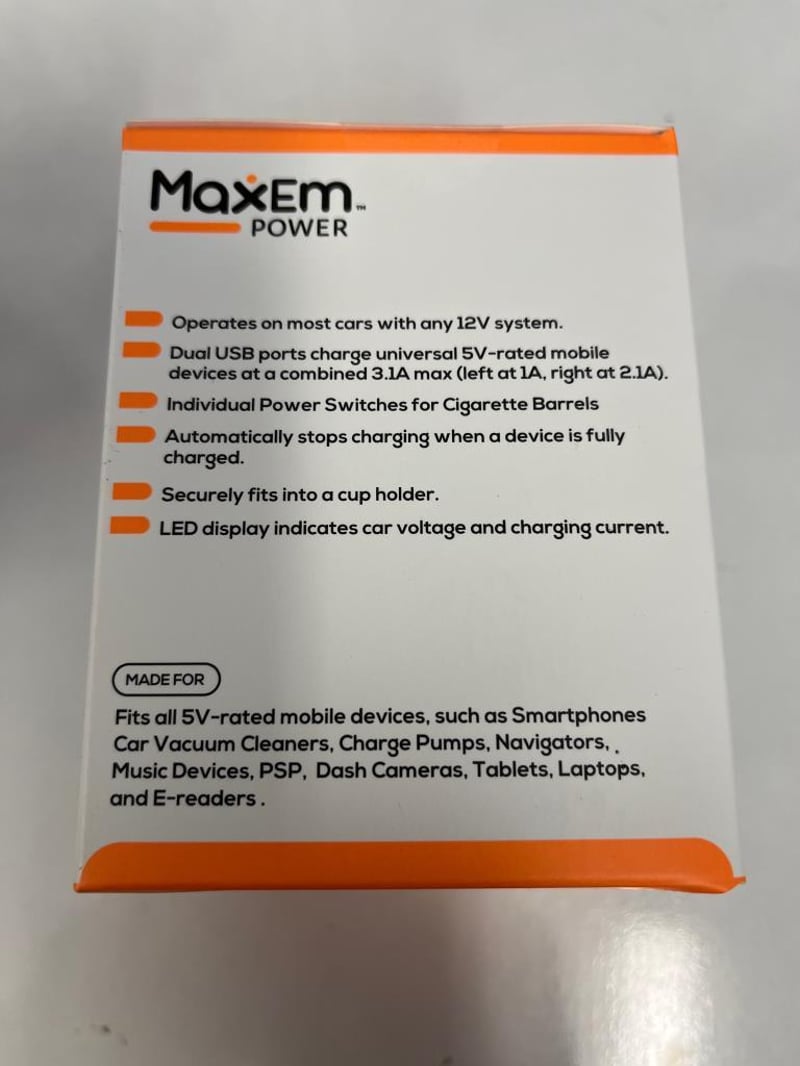 MaxEm™
POWER
Operates on most cars with any 12V system.
Dual USB ports charge universal 5V-rated mobile
devices at a combined 3.1A max (left at 1A, right at 2.1A).
Individual Power Switches for Cigarette Barrels
Automatically stops charging when a device is fully
charged.
Securely fits into a cup holder.
LED display indicates car voltage and charging current.
MADE FOR
Fits all 5V-rated mobile devices, such as Smartphones
Car Vacuum Cleaners, Charge Pumps, Navigators, .
Music Devices, PSP, Dash Cameras, Tablets, Laptops,
and E-readers .